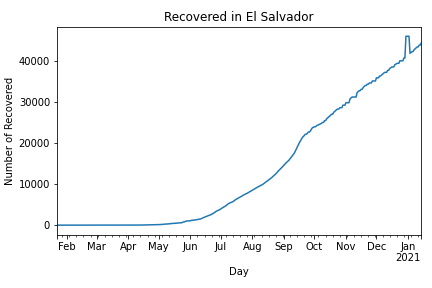 Recovered in El Salvador
Number of Recovered
40000
30000
20000
10000
0
Feb Mar Apr May Jun Jul Aug Sep Oct Nov Dec Jan
2021
Day